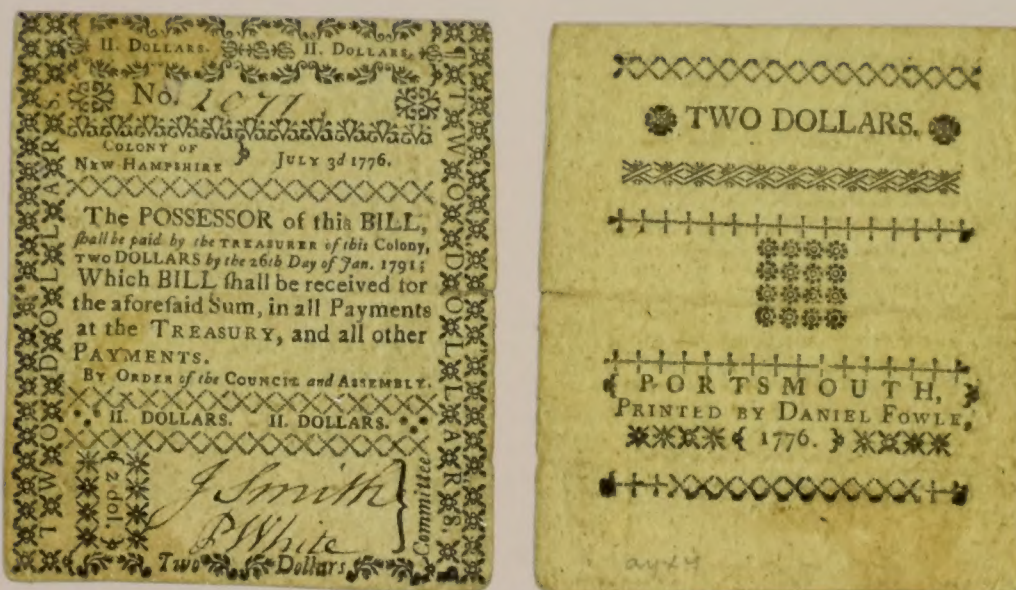 II. DOLLARS. II. DOLLARS.
No. 1071
COLONY OF
NEW-HAMPSHIRE } JULY 3d 1776.
The POSSESSOR of this BILL,
ſhall be paid by the TREASURER of this Colony,
TWO DOLLARS by the 26th Day of Jan. 1791;
Which BILL ſhall be received for
the aforeſaid Sum, in all Payments
at the TREASURY, and all other
PAYMENTS.
BY ORDER of the COUNCIL and ASSEMBLY.
II. DOLLARS. II. DOLLARS.
{ 2 dol. }
J Smith
P White
} Committee
Two Dollars
TWO DOLLARS.
TWO DOLLARS.
TWO DOLLARS.
PORTSMOUTH,
PRINTED BY DANIEL FOWLE,
{ 1776. }